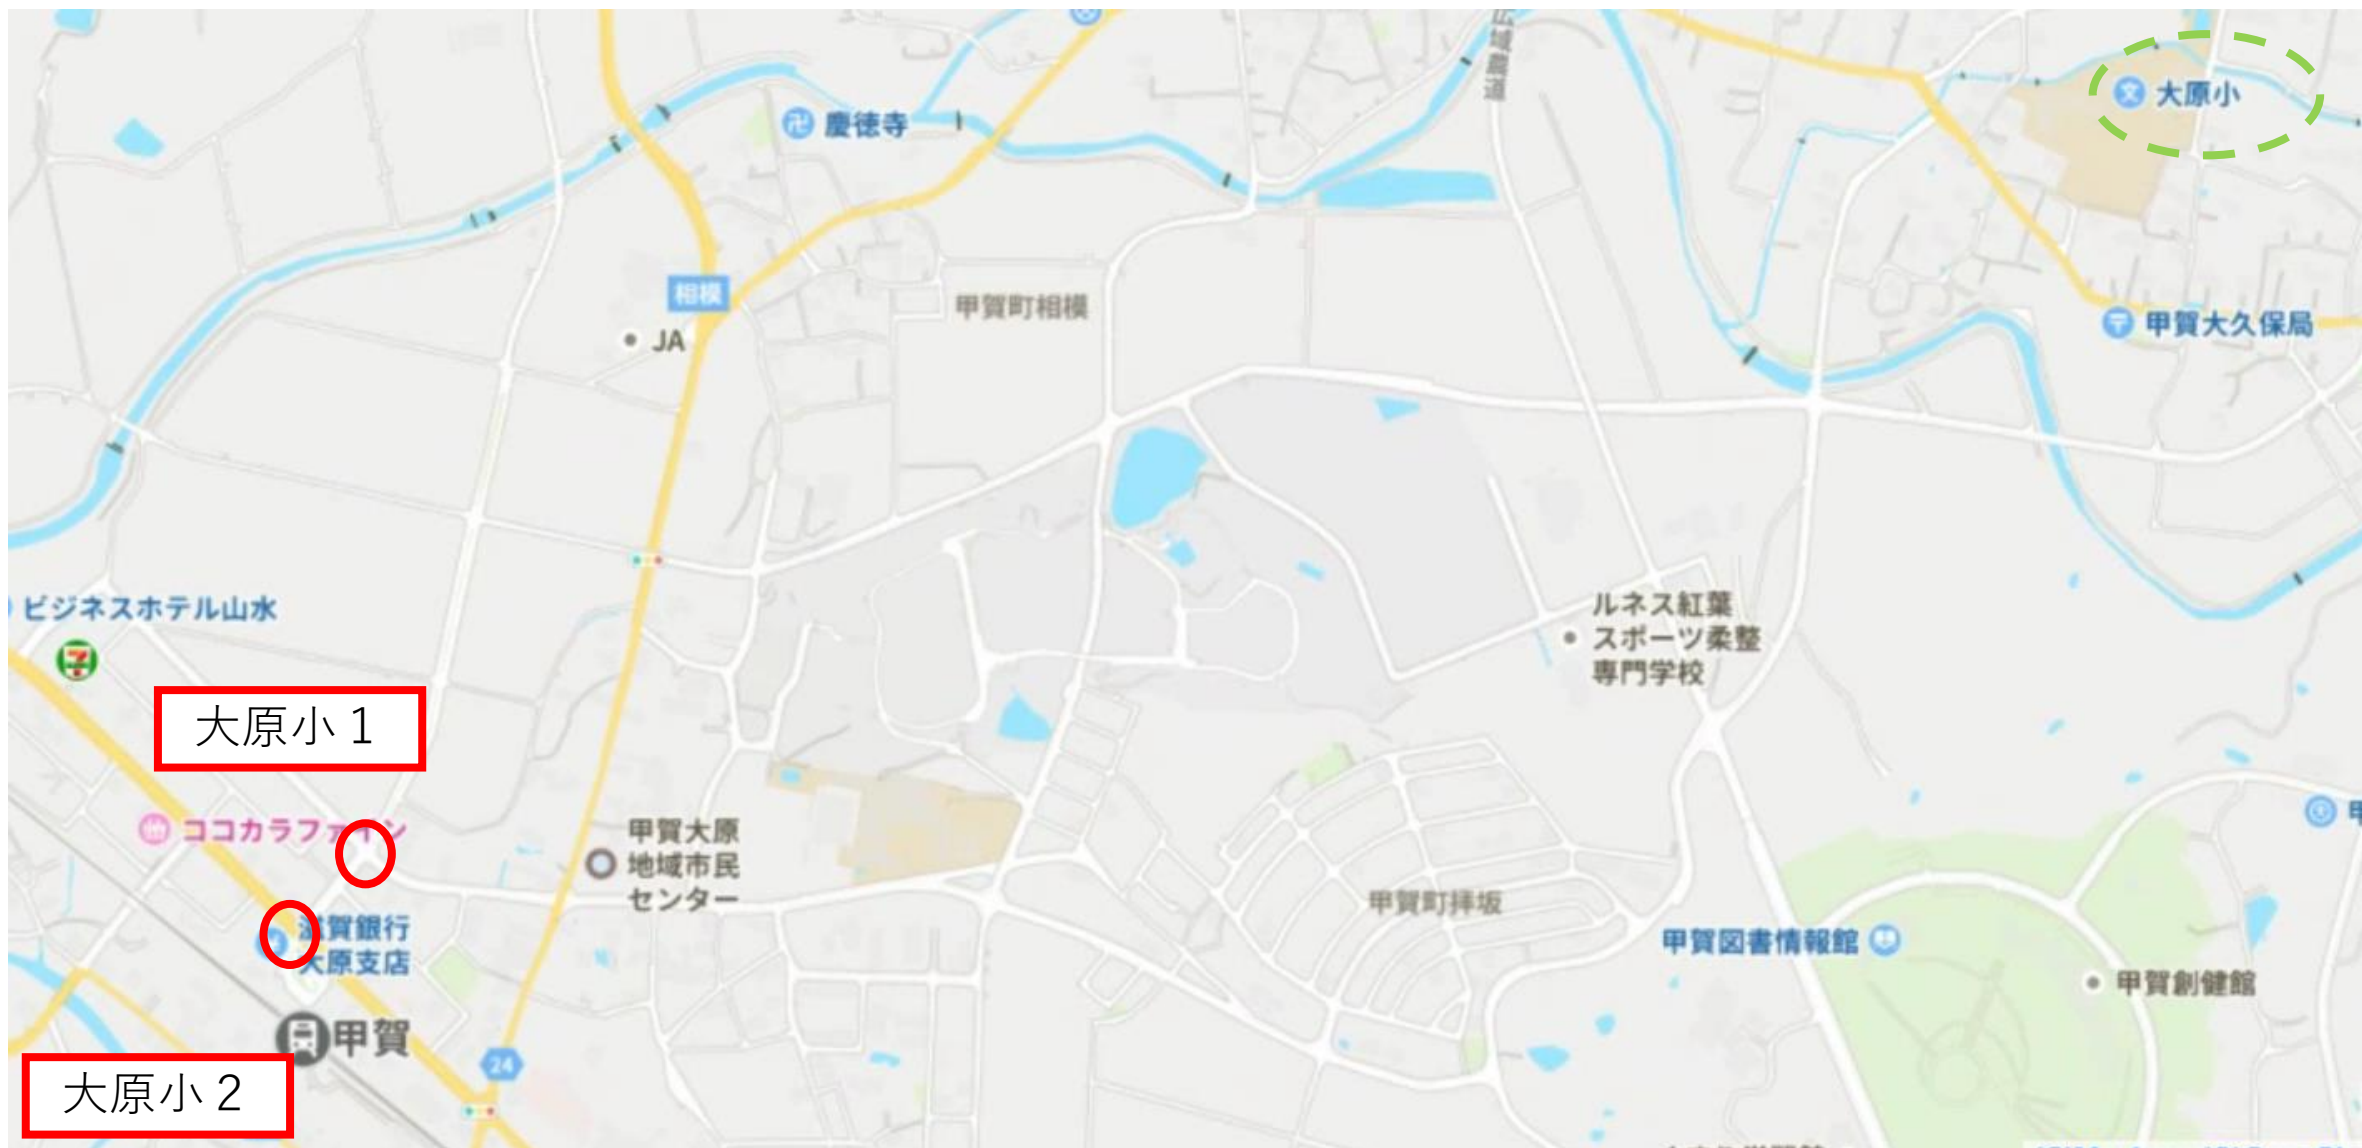 大原小
慶徳寺
相模
甲賀町相模
JA
甲賀大久保局
ビジネスホテル山水
7
ルネス紅葉
スポーツ柔整
専門学校
大原小１
ココカラファイン
甲賀大原
地域市民
センター
甲賀町拝坂
滋賀銀行
大原支店
甲賀図書情報館
甲賀創健館
甲賀
24
大原小２